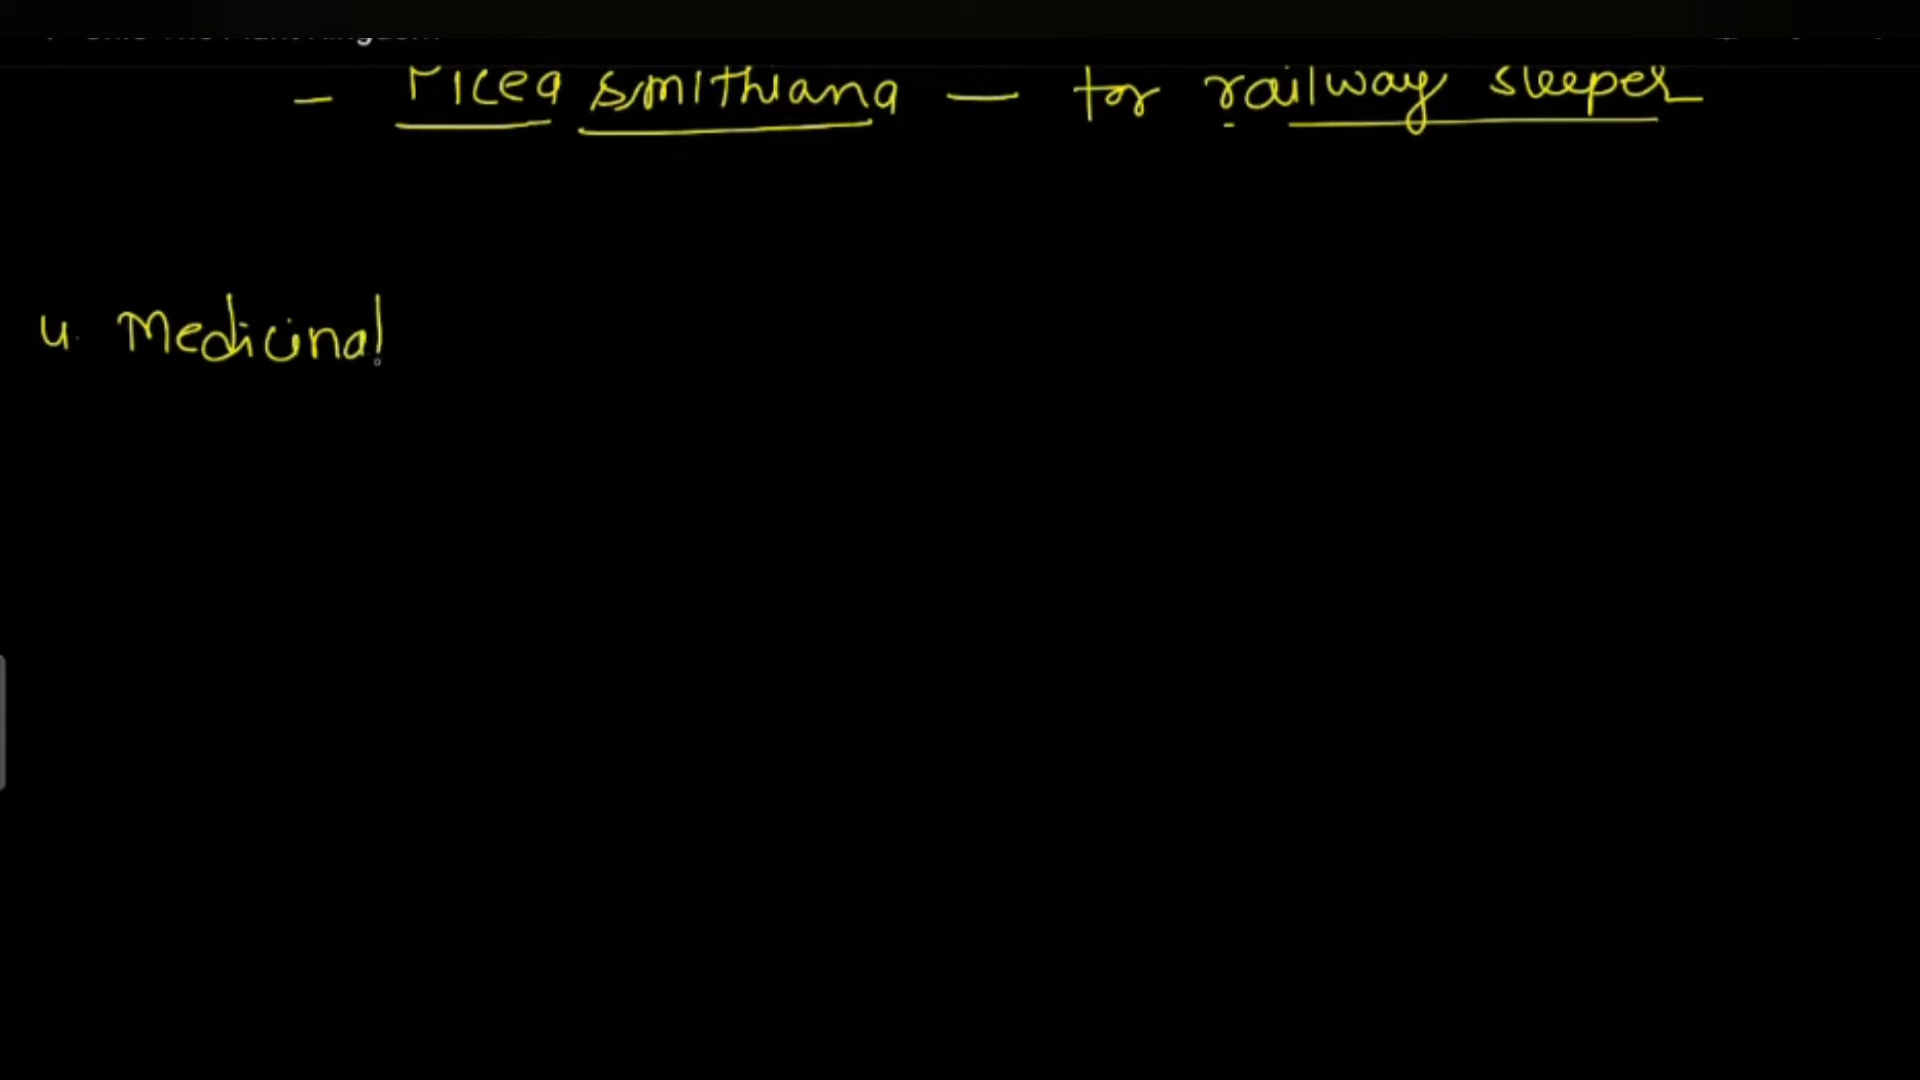 - Picea smithiana — for railway sleeper
4. Medicinal